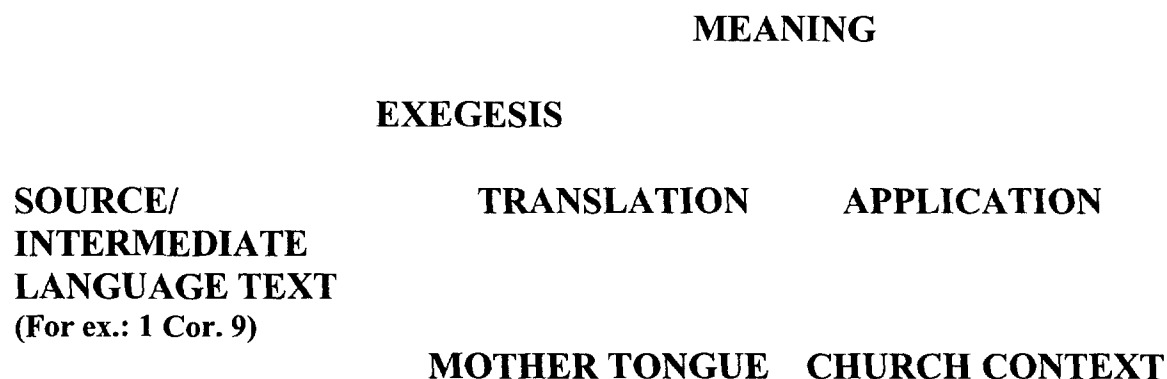 MEANING
EXEGESIS
SOURCE/ TRANSLATION APPLICATION
INTERMEDIATE
LANGUAGE TEXT
(For ex.: 1 Cor. 9)
MOTHER TONGUE CHURCH CONTEXT